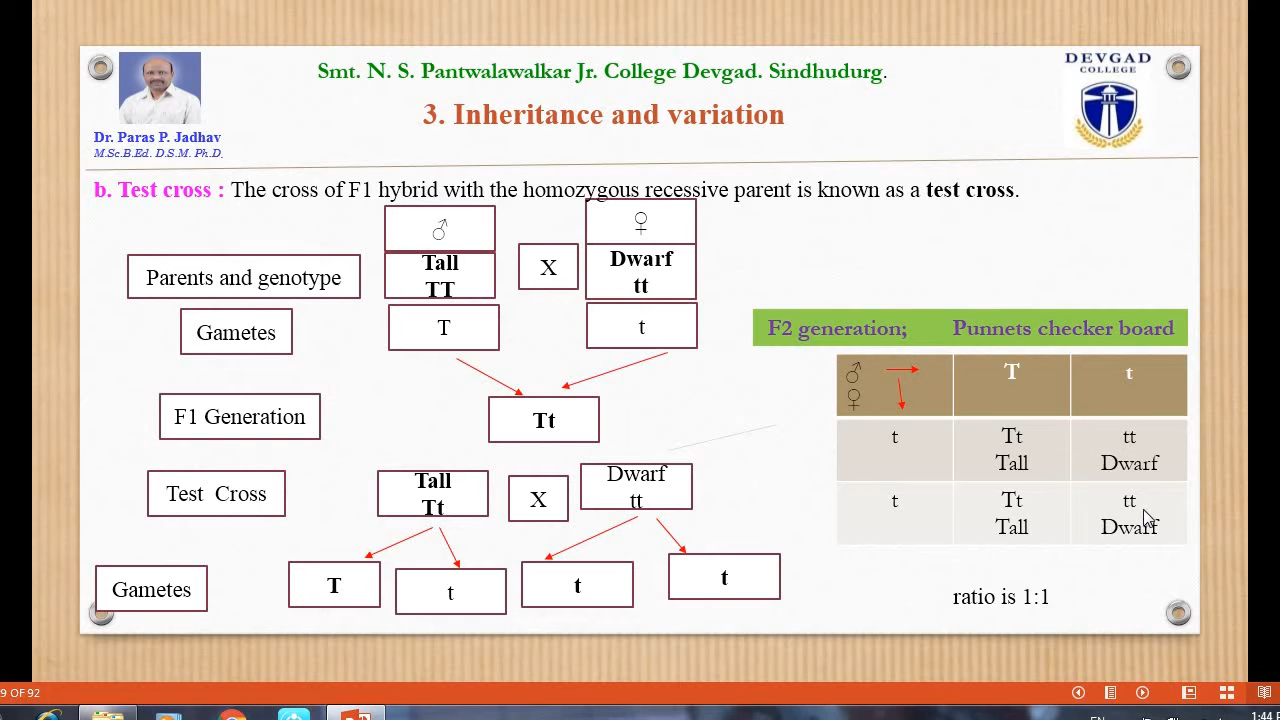 Smt. N. S. Pantwalawalkar Jr. College Devgad. Sindhudurg.
DEVGAD
COLLEGE
3. Inheritance and variation
Dr. Paras P. Jadhav
M.Sc.B.Ed. D.S.M. Ph.D.
b. Test cross : The cross of F1 hybrid with the homozygous recessive parent is known as a test cross.
♂
♀
Parents and genotype
Tall
TT
X
Dwarf
tt
Gametes
T
t
F1 Generation
Tt
Test Cross
Tall
Tt
X
Dwarf
tt
Gametes
T
t
t
t
F2 generation; Punnets checker board
♂ T t
♀
t Tt tt
Tall Dwarf
t Tt tt
Tall Dwarf
ratio is 1:1
9 OF 92
EN
1:44 P